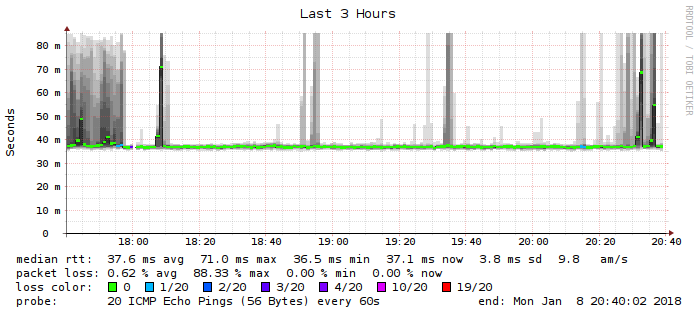 Last 3 Hours
RRDTOOL / TOBI OETIKER
Seconds
80 m
70 m
60 m
50 m
40 m
30 m
20 m
10 m
0
18:00 18:20 18:40 19:00 19:20 19:40 20:00 20:20 20:40
median rtt: 37.6 ms avg 71.0 ms max 36.5 ms min 37.1 ms now 3.8 ms sd 9.8 am/s
packet loss: 0.62 % avg 88.33 % max 0.00 % min 0.00 % now
loss color: 0 1/20 2/20 3/20 4/20 10/20 19/20
probe: 20 ICMP Echo Pings (56 Bytes) every 60s end: Mon Jan 8 20:40:02 2018